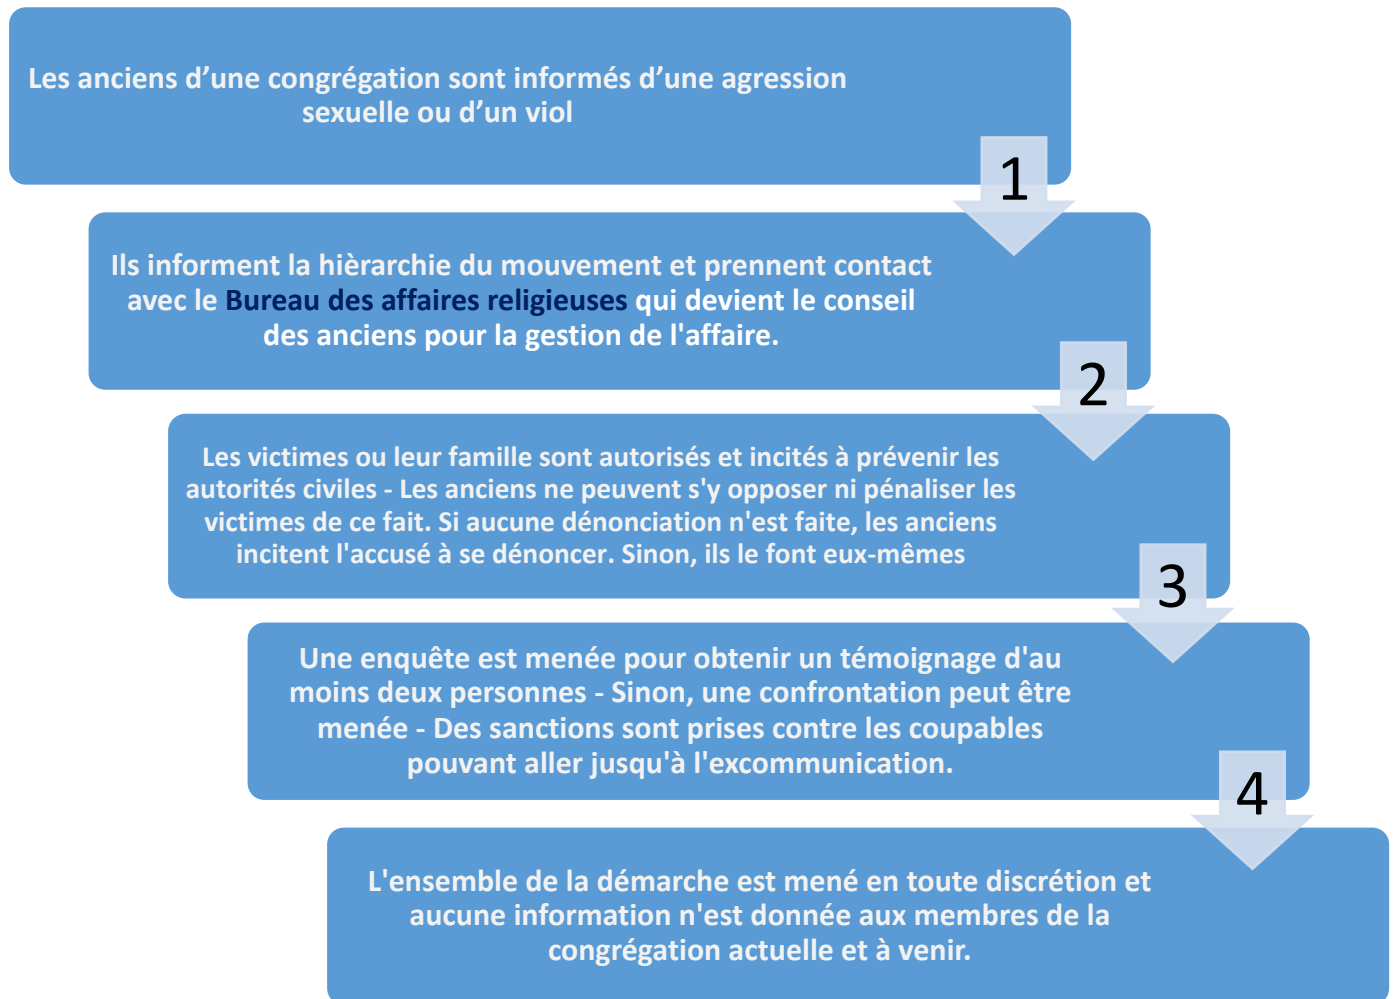 Les anciens d’une congrégation sont informés d’une agression
sexuelle ou d’un viol
1
Ils informent la hièrarchie du mouvement et prennent contact
avec le Bureau des affaires religieuses qui devient le conseil
des anciens pour la gestion de l'affaire.
2
Les victimes ou leur famille sont autorisés et incités à prévenir les
autorités civiles - Les anciens ne peuvent s'y opposer ni pénaliser les
victimes de ce fait. Si aucune dénonciation n'est faite, les anciens
incitent l'accusé à se dénoncer. Sinon, ils le font eux-mêmes
3
Une enquête est menée pour obtenir un témoignage d'au
moins deux personnes - Sinon, une confrontation peut être
menée - Des sanctions sont prises contre les coupables
pouvant aller jusqu'à l'excommunication.
4
L'ensemble de la démarche est mené en toute discrétion et
aucune information n'est donnée aux membres de la
congrégation actuelle et à venir.